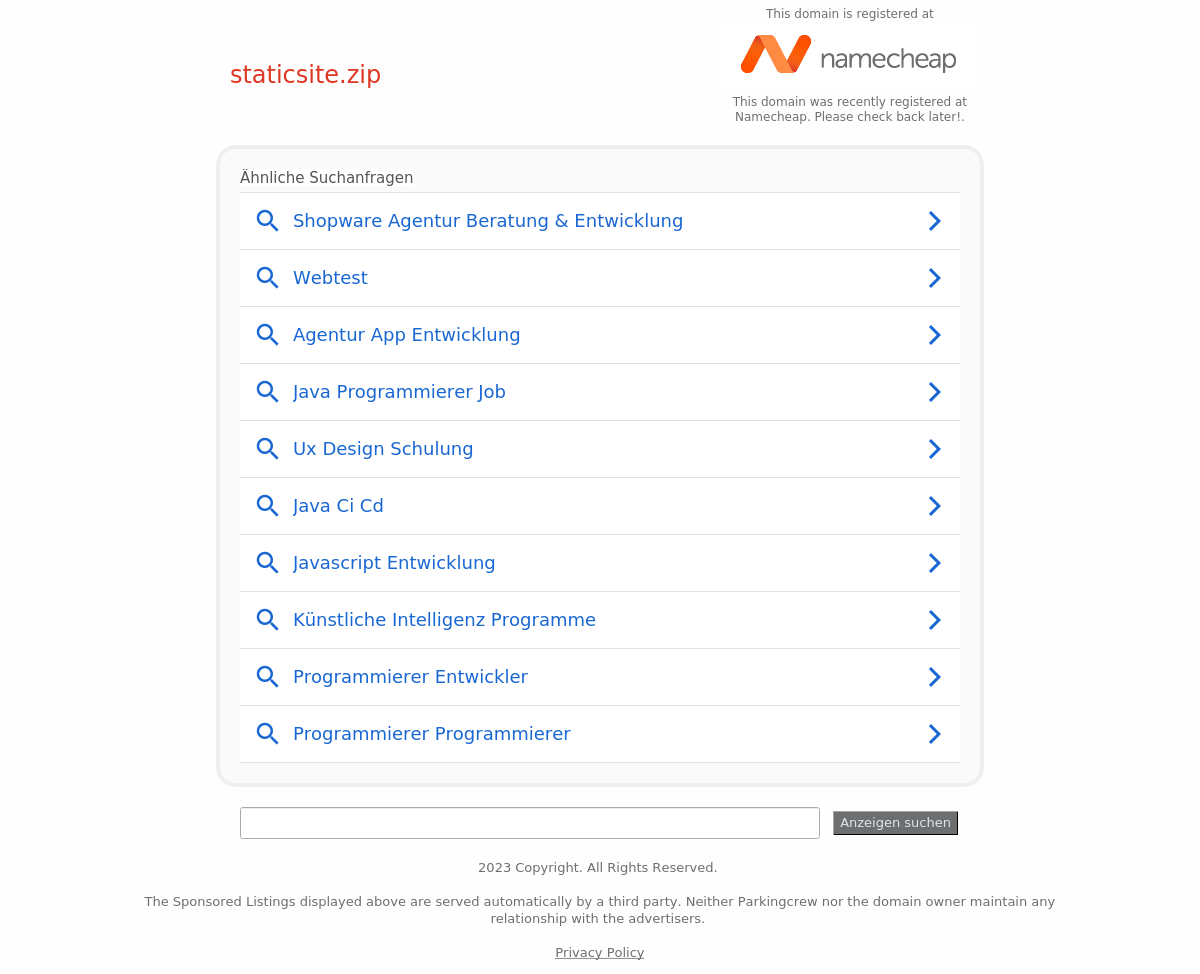 This domain is registered at
staticsite.zip
namecheap
This domain was recently registered at
Namecheap. Please check back later!.
Ähnliche Suchanfragen
Shopware Agentur Beratung & Entwicklung
Webtest
Agentur App Entwicklung
Java Programmierer Job
Ux Design Schulung
Java Ci Cd
Javascript Entwicklung
Künstliche Intelligenz Programme
Programmierer Entwickler
Programmierer Programmierer
Anzeigen suchen
2023 Copyright. All Rights Reserved.
The Sponsored Listings displayed above are served automatically by a third party. Neither Parkingcrew nor the domain owner maintain any
relationship with the advertisers.
Privacy Policy